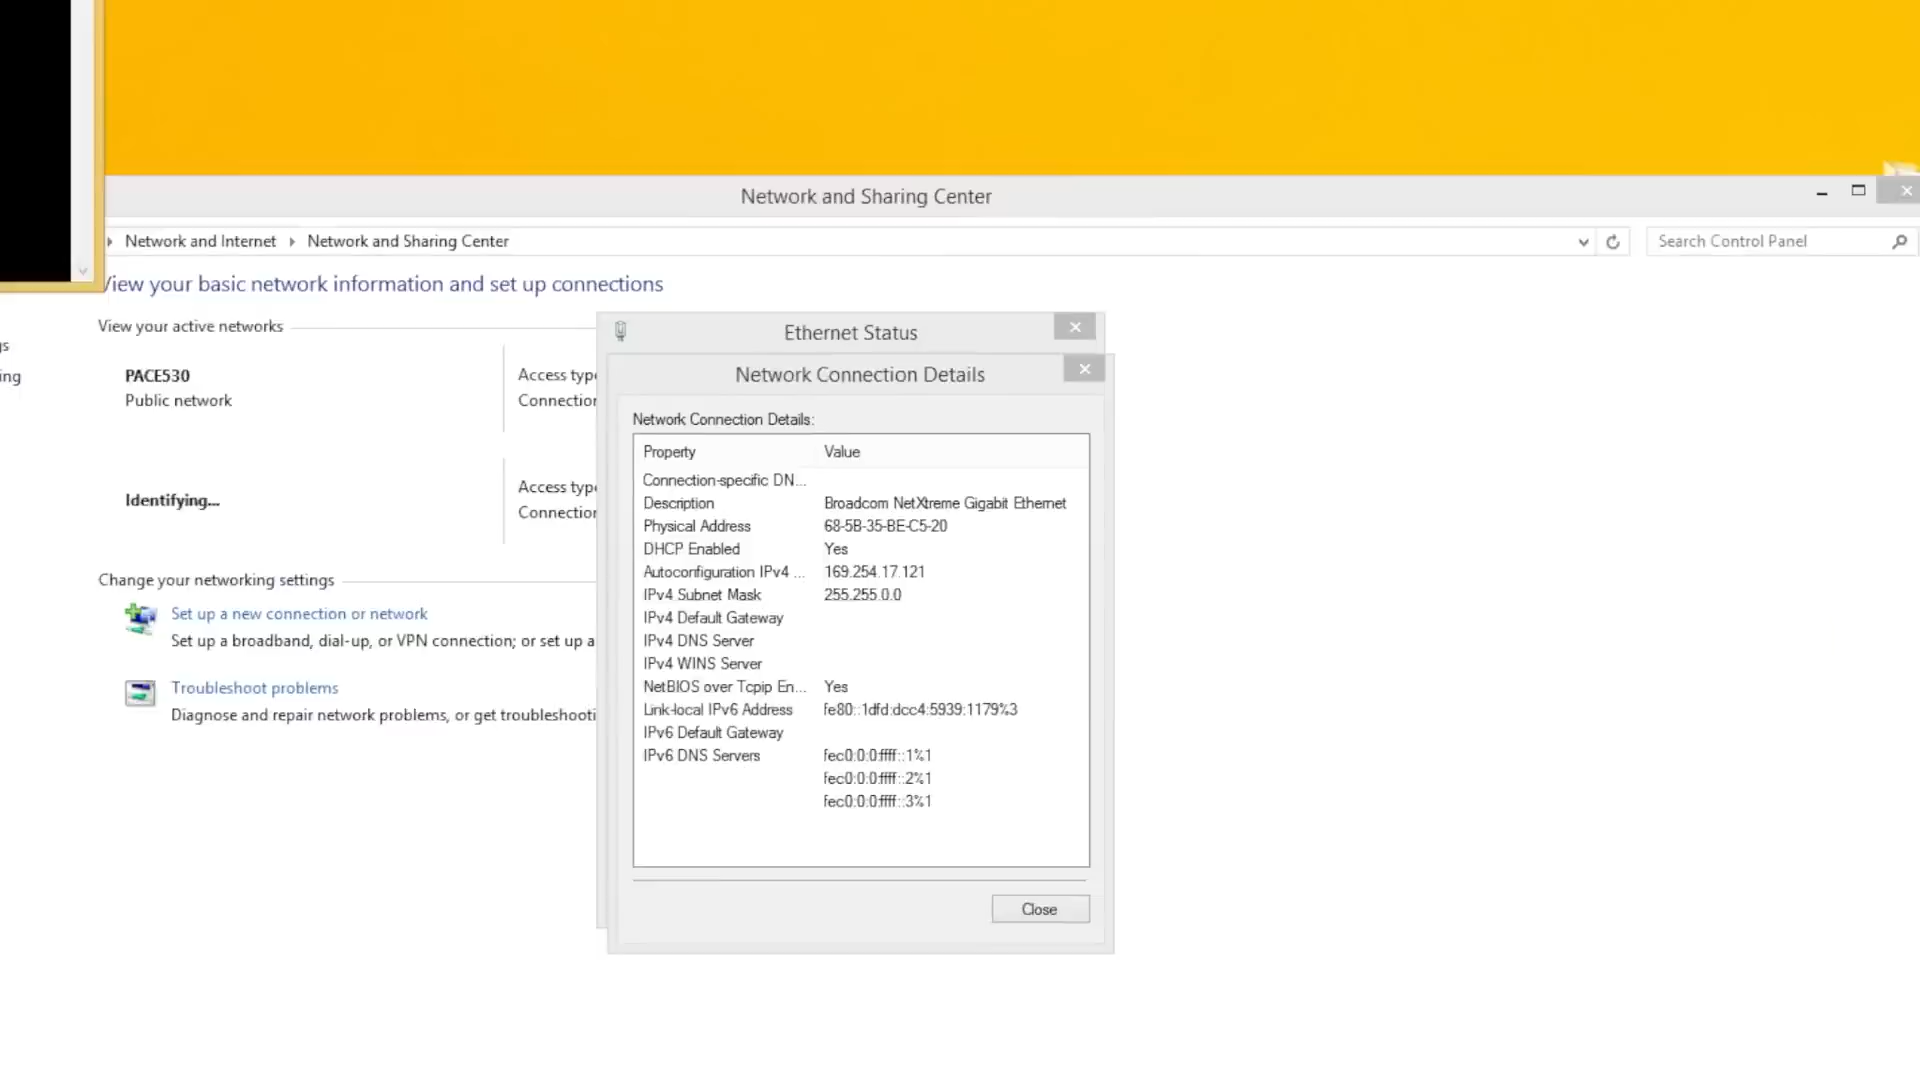 Network and Sharing Center
Network and Internet Network and Sharing Center
Search Control Panel
View your basic network information and set up connections
View your active networks
PACE530
Public network
Access type
Connection
Identifying...
Access type
Connection
Change your networking settings
Set up a new connection or network
Set up a broadband, dial-up, or VPN connection; or set up a
Troubleshoot problems
Diagnose and repair network problems, or get troubleshooti
gs
ing
Ethernet Status
Network Connection Details
Network Connection Details:
Property Value
Connection-specific DN...
Description Broadcom NetXtreme Gigabit Ethernet
Physical Address 68-5B-35-BE-C5-20
DHCP Enabled Yes
Autoconfiguration IPv4 ... 169.254.17.121
IPv4 Subnet Mask 255.255.0.0
IPv4 Default Gateway
IPv4 DNS Server
IPv4 WINS Server
NetBIOS over Tcpip En... Yes
Link-local IPv6 Address fe80::1dfd:dcc4:5939:1179%3
IPv6 Default Gateway
IPv6 DNS Servers fec0:0:0:ffff::1%1
fec0:0:0:ffff::2%1
fec0:0:0:ffff::3%1
Close